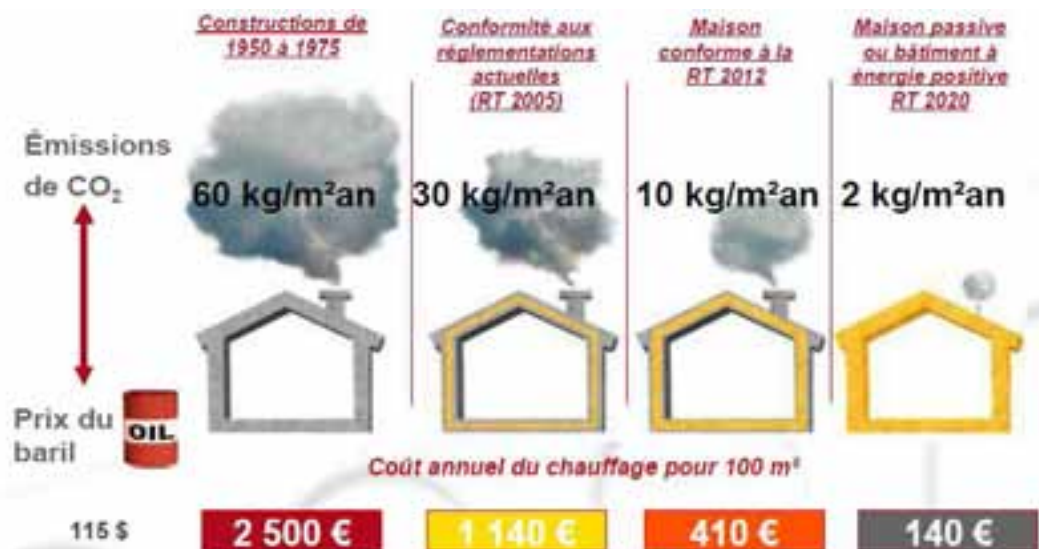 Constructions de
1950 à 1975
Conformité aux
réglementations
actuelles
(RT 2005)
Maison
conforme à la
RT 2012
Maison passive
ou bâtiment à
énergie positive
RT 2020
Émissions
de CO₂
60 kg/m²an
30 kg/m²an
10 kg/m²an
2 kg/m²an
Prix du
baril
OIL
Coût annuel du chauffage pour 100 m²
115 $
2 500 €
1 140 €
410 €
140 €